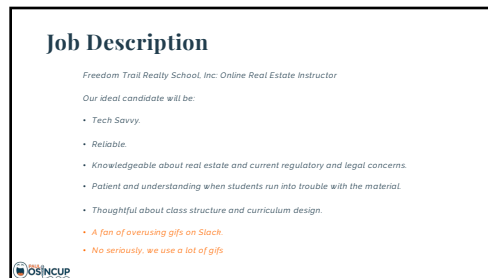 Job Description
Freedom Trail Realty School, Inc: Online Real Estate Instructor
Our ideal candidate will be:
• Tech Savvy.
• Reliable.
• Knowledgeable about real estate and current regulatory and legal concerns.
• Patient and understanding when students run into trouble with the material.
• Thoughtful about class structure and curriculum design.
• A fan of overusing gifs on Slack.
• No seriously, we use a lot of gifs
PAUL
OSINCUP